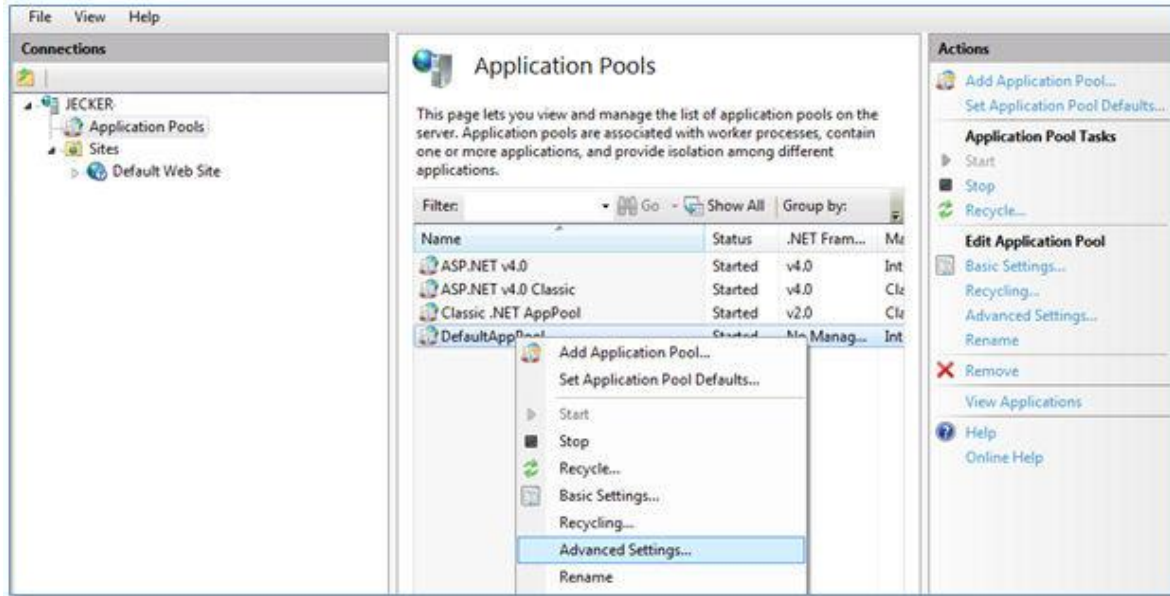 File View Help
Connections
JECKER
Application Pools
Sites
Default Web Site
Application Pools
This page lets you view and manage the list of application pools on the
server. Application pools are associated with worker processes, contain
one or more applications, and provide isolation among different
applications.
Filter: Go Show All Group by:
Name Status .NET Fram... Ma
ASP.NET v4.0 Started v4.0 Int
ASP.NET v4.0 Classic Started v4.0 Cla
Classic .NET AppPool Started v2.0 Cla
DefaultAppPool Started No Manag... Int
Add Application Pool...
Set Application Pool Defaults...
Start
Stop
Recycle...
Basic Settings...
Recycling...
Advanced Settings...
Rename
Actions
Add Application Pool...
Set Application Pool Defaults...
Application Pool Tasks
Start
Stop
Recycle...
Edit Application Pool
Basic Settings...
Recycling...
Advanced Settings...
Rename
Remove
View Applications
Help
Online Help